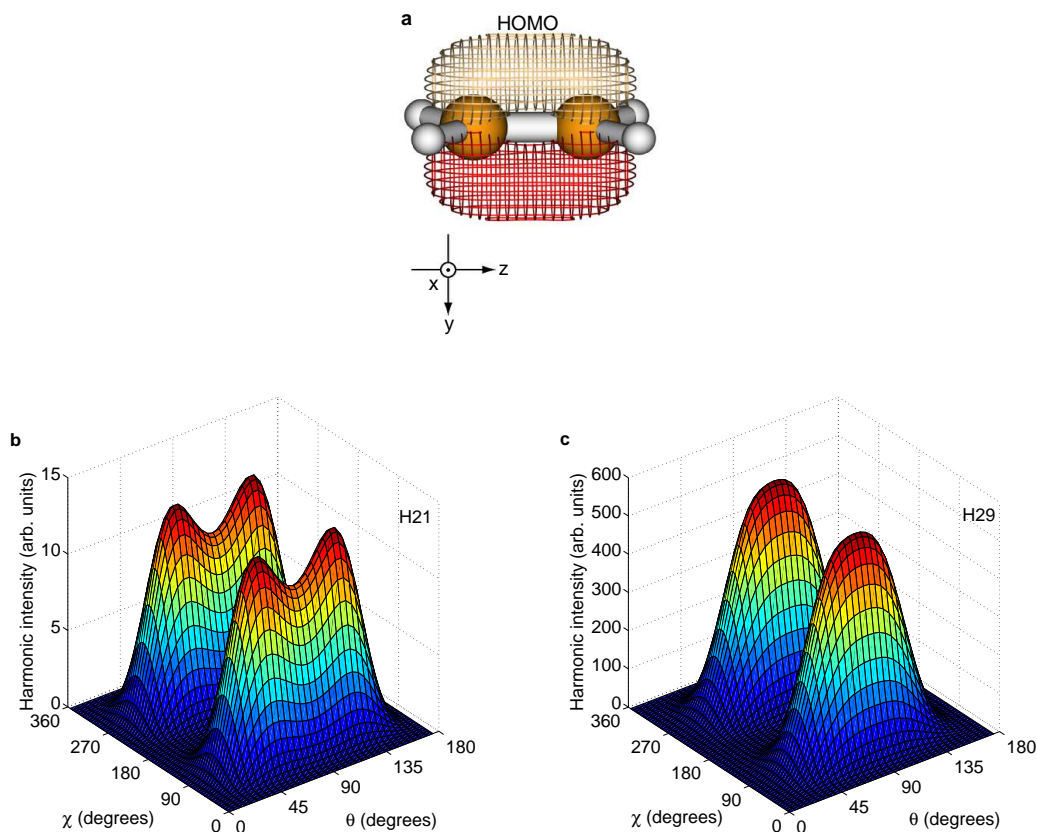 a
HOMO
x
z
y
b
Harmonic intensity (arb. units)
15
10
5
0
360
270
180
90
0
χ (degrees)
0
45
90
135
180
θ (degrees)
H21
c
Harmonic intensity (arb. units)
600
500
400
300
200
100
0
360
270
180
90
0
χ (degrees)
0
45
90
135
180
θ (degrees)
H29